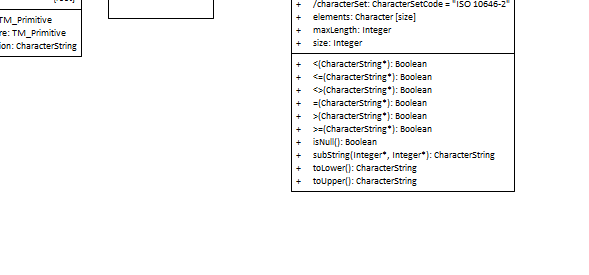 + /characterSet: CharacterSetCode = "ISO 10646-2"
+ elements: Character [size]
+ maxLength: Integer
+ size: Integer
+ <(CharacterString*): Boolean
+ <=(CharacterString*): Boolean
+ <>(CharacterString*): Boolean
+ =(CharacterString*): Boolean
+ >(CharacterString*): Boolean
+ >=(CharacterString*): Boolean
+ isNull(): Boolean
+ subString(Integer*, Integer*): CharacterString
+ toLower(): CharacterString
+ toUpper(): CharacterString
TM_Primitive
re: TM_Primitive
ion: CharacterString